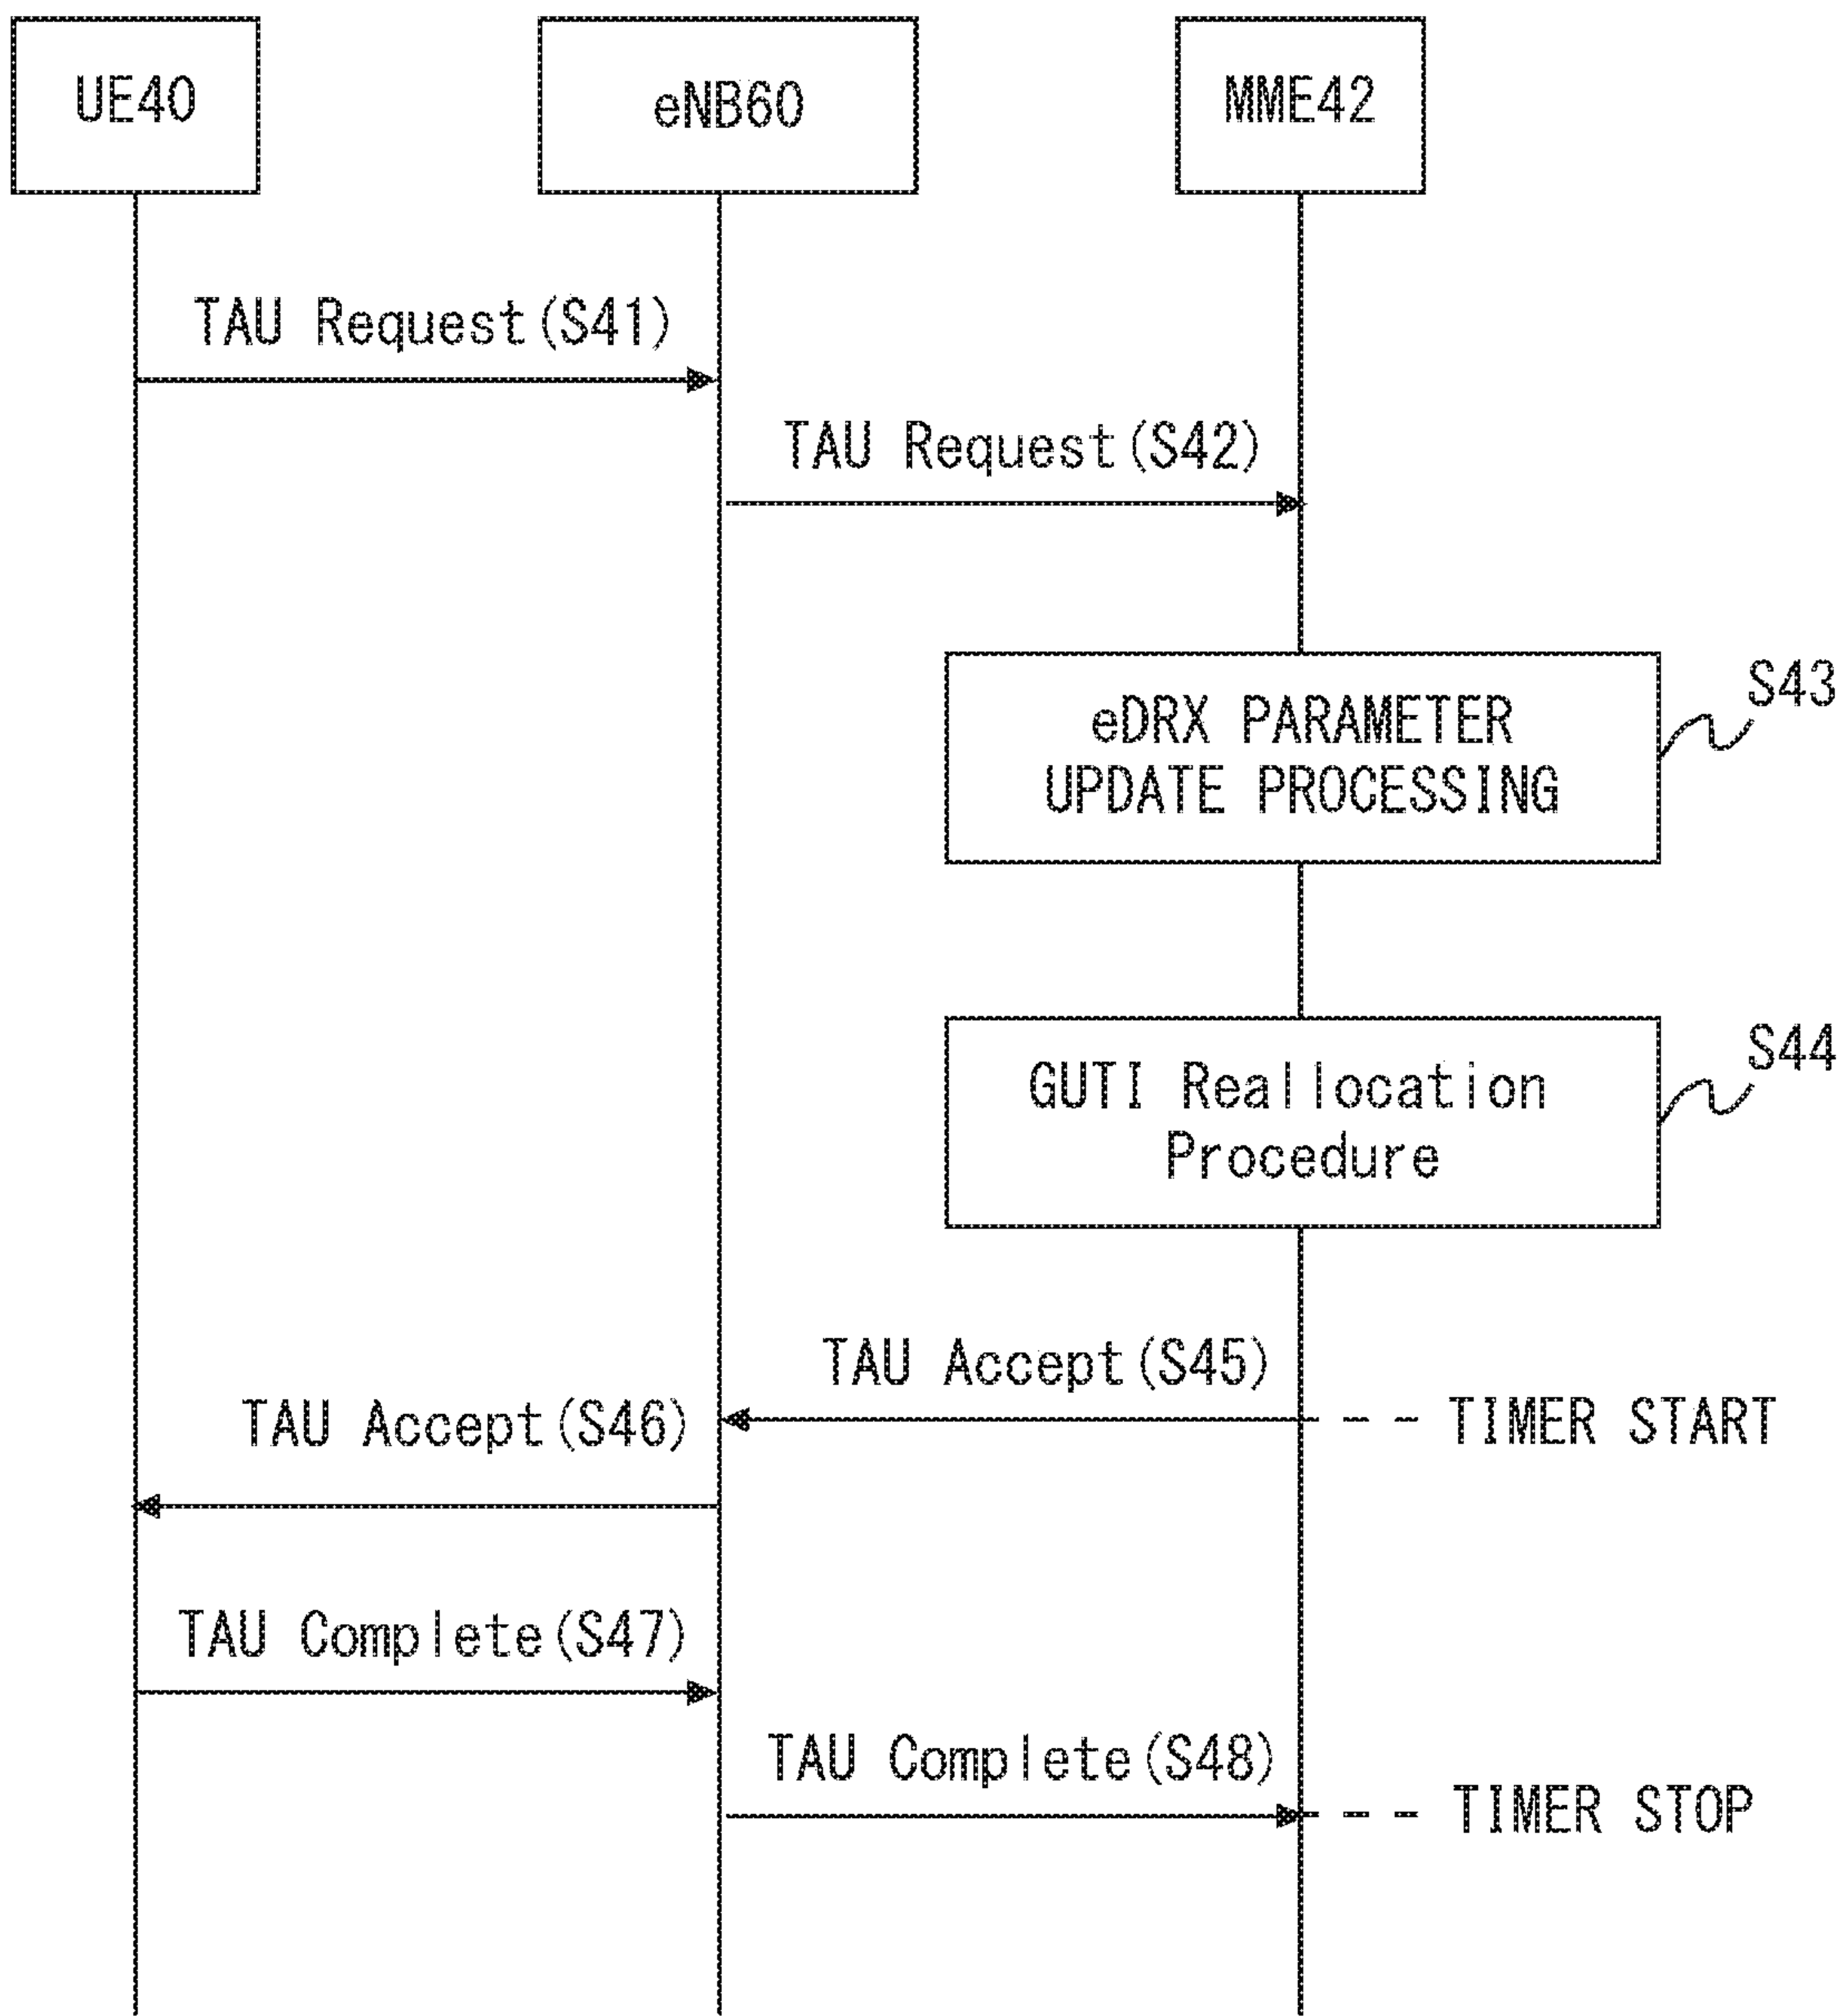 UE40
eNB60
MME42
TAU Request(S41)
TAU Request(S42)
eDRX PARAMETER
UPDATE PROCESSING
S43
GUTI Reallocation
Procedure
S44
TAU Accept(S45)
TIMER START
TAU Accept(S46)
TAU Complete(S47)
TAU Complete(S48)
TIMER STOP